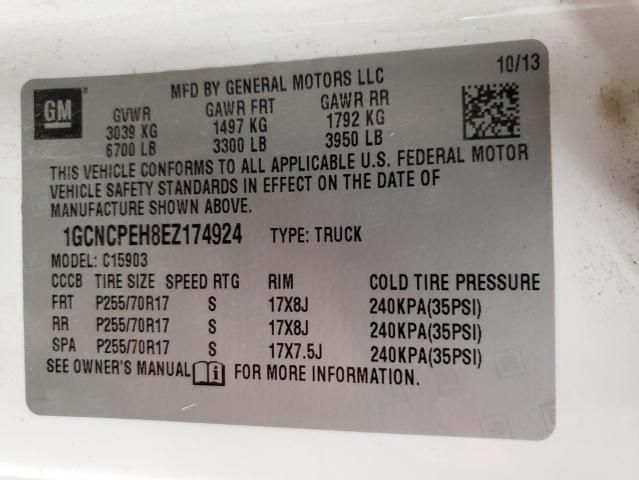 GM
MFD BY GENERAL MOTORS LLC 10/13
GVWR GAWR FRT GAWR RR
3039 KG 1497 KG 1792 KG
6700 LB 3300 LB 3950 LB
THIS VEHICLE CONFORMS TO ALL APPLICABLE U.S. FEDERAL MOTOR
VEHICLE SAFETY STANDARDS IN EFFECT ON THE DATE OF
MANUFACTURE SHOWN ABOVE.
1GCNCPEH8EZ174924 TYPE: TRUCK
MODEL: C15903
CCCB TIRE SIZE SPEED RTG RIM COLD TIRE PRESSURE
FRT P255/70R17 S 17X8J 240KPA(35PSI)
RR P255/70R17 S 17X8J 240KPA(35PSI)
SPA P255/70R17 S 17X7.5J 240KPA(35PSI)
SEE OWNER'S MANUAL i FOR MORE INFORMATION.